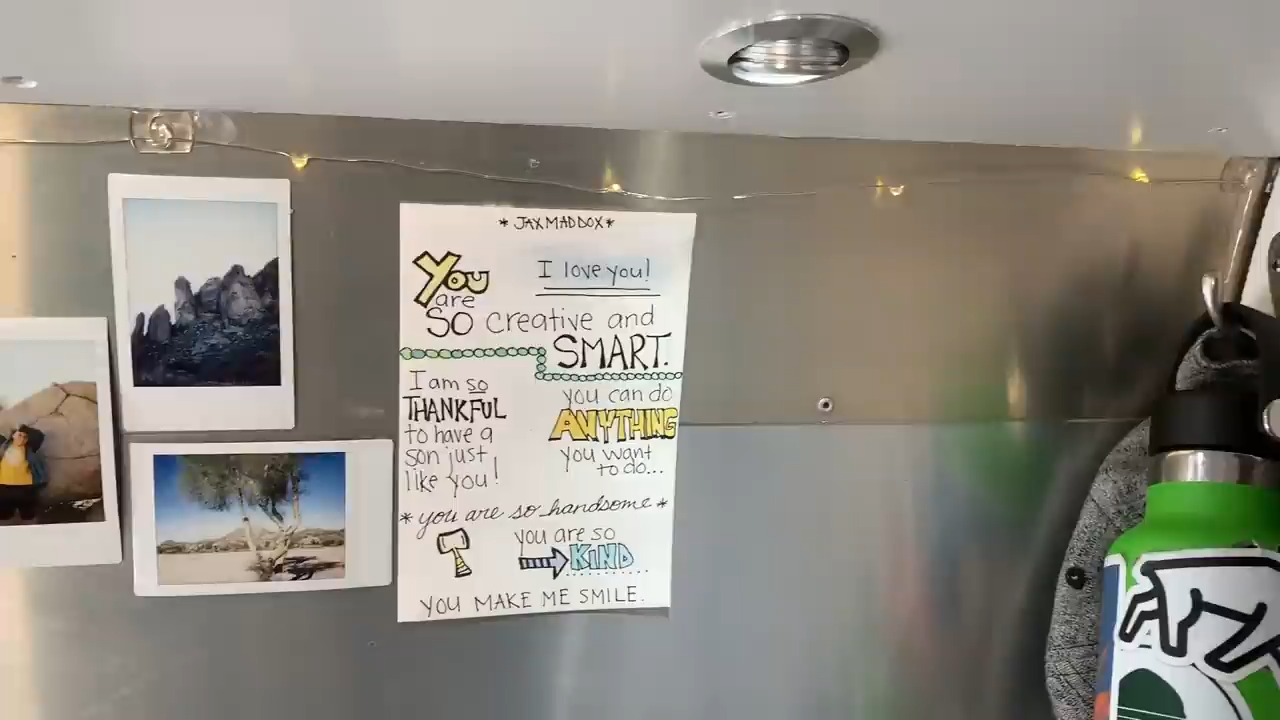 * JAXMADDOX *
You
are
I love you!
SO creative and
SMART.
I am so
THANKFUL
to have a
son just
like you!
you can do
ANYTHING
you want
to do...
* you are so handsome *
you are so
KIND
YOU MAKE ME SMILE.